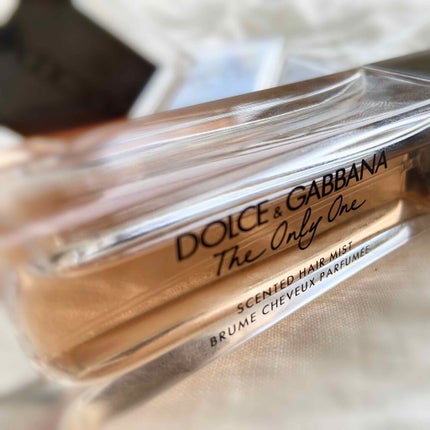 DOLCE & GABBANA
The Only One
SCENTED HAIR MIST
BRUME CHEVEUX PARFUMÉE